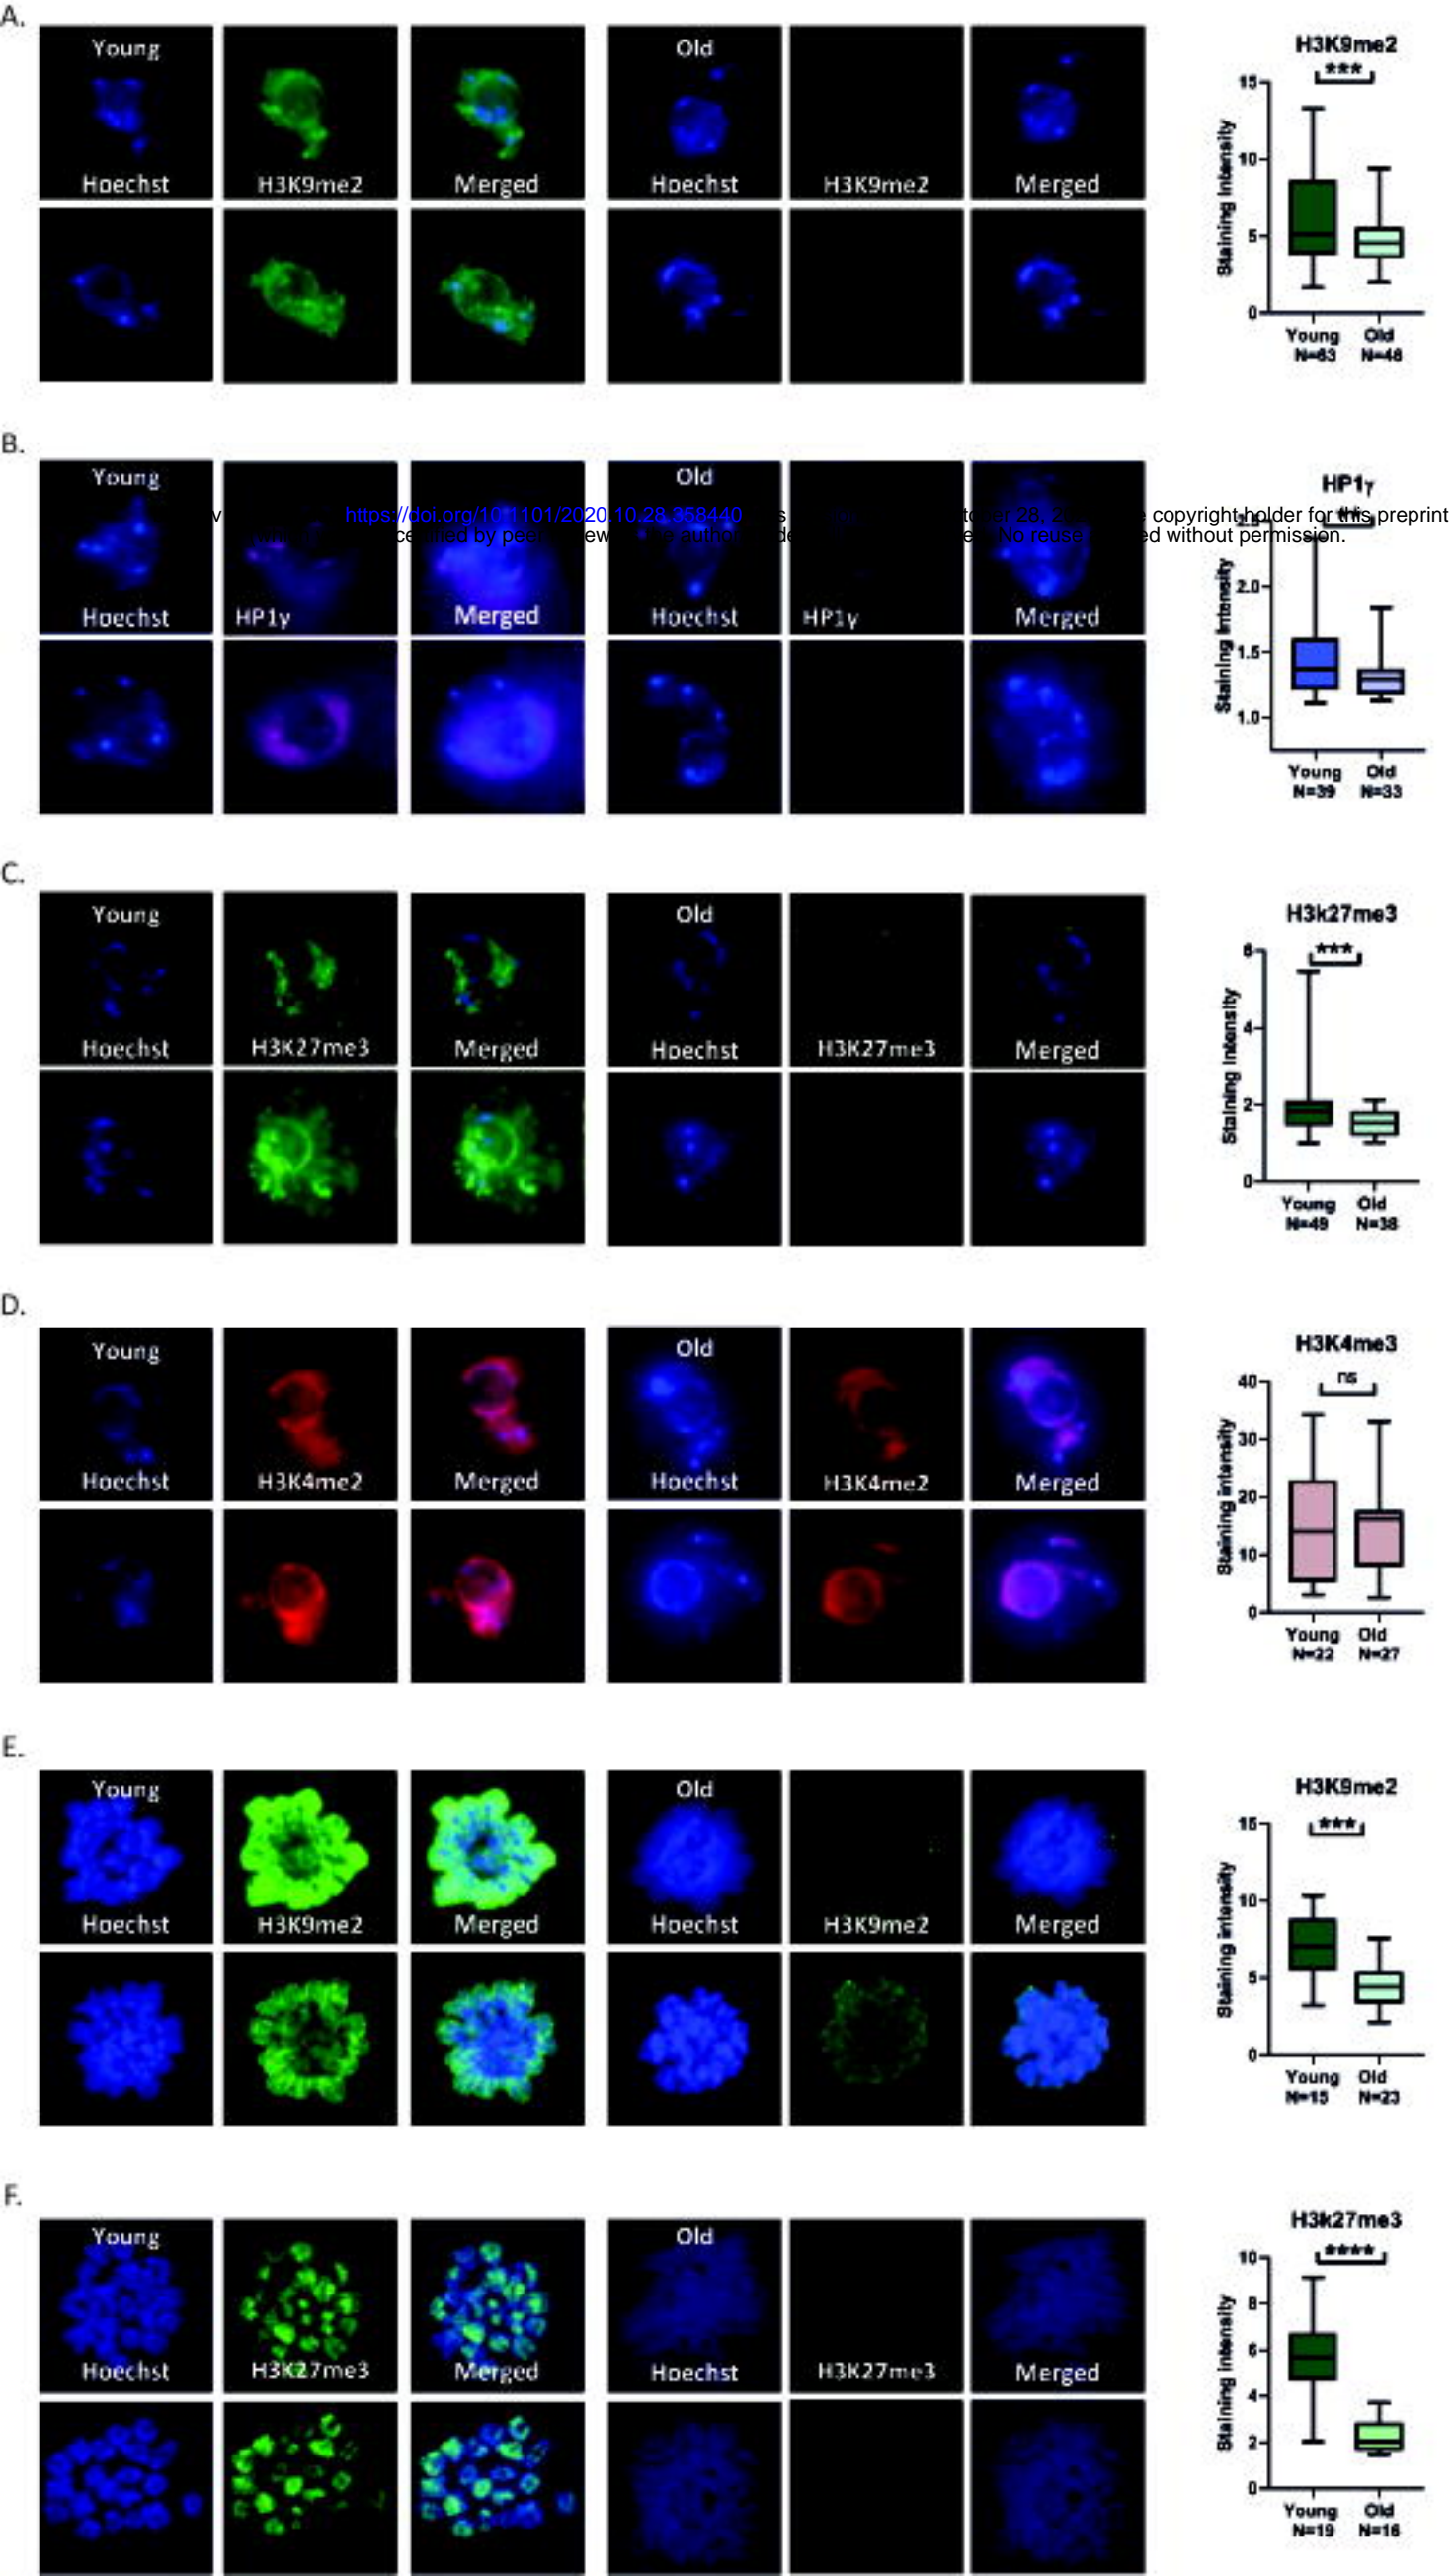 A.
Young
Old
Hoechst
H3K9me2
Merged
Hoechst
H3K9me2
Merged
H3K9me2
***
15
10
5
0
Staining Intensity
Young
Old
N=63
N=46
B.
Young
Old
https://doi.org/10.1101/2020.10.28.358440
copyright holder for this preprint
by
No reuse
without permission.
Hoechst
HP1γ
Merged
Hoechst
HP1γ
Merged
HP1γ
2.5
2.0
1.5
1.0
Staining Intensity
Young
Old
N=39
N=33
C.
Young
Old
Hoechst
H3K27me3
Merged
Hoechst
H3K27me3
Merged
H3k27me3
***
6
4
2
0
Staining Intensity
Young
Old
N=49
N=38
D.
Young
Old
Hoechst
H3K4me2
Merged
Hoechst
H3K4me2
Merged
H3K4me3
ns
40
30
20
10
0
Staining intensity
Young
Old
N=22
N=27
E.
Young
Old
Hoechst
H3K9me2
Merged
Hoechst
H3K9me2
Merged
H3K9me2
***
15
10
5
0
Staining intensity
Young
Old
N=15
N=23
F.
Young
Old
Hoechst
H3K27me3
Merged
Hoechst
H3K27me3
Merged
H3k27me3
****
10
8
6
4
2
0
Staining intensity
Young
Old
N=19
N=16